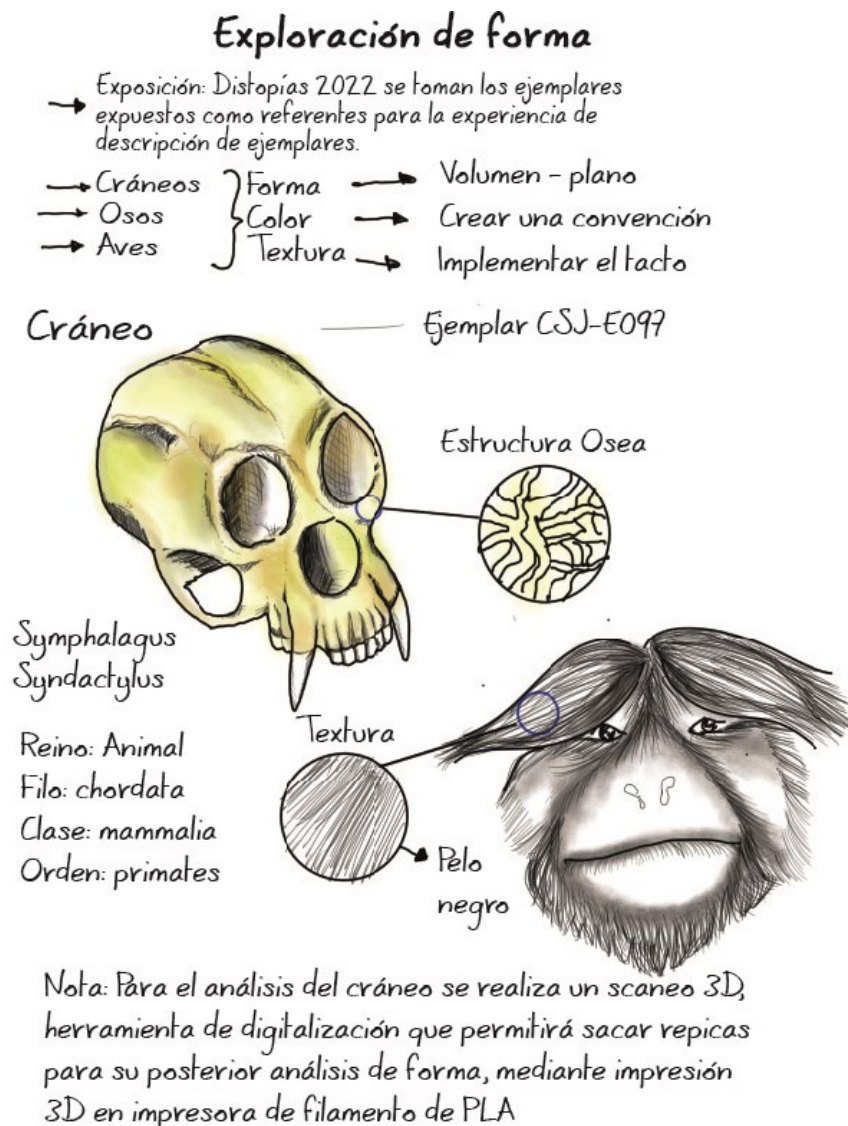 Exploración de forma
Exposición: Distopías 2022 se toman los ejemplares
expuestos como referentes para la experiencia de
descripción de ejemplares.
Cráneos
Osos
Aves
Forma
Color
Textura
Volumen - plano
Crear una convención
Implementar el tacto
Cráneo
Ejemplar CSJ-E097
Estructura Osea
Symphalagus
Syndactylus
Reino: Animal
Filo: chordata
Clase: mammalia
Orden: primates
Textura
Pelo
negro
Nota: Para el análisis del cráneo se realiza un scaneo 3D,
herramienta de digitalización que permitirá sacar repicas
para su posterior análisis de forma, mediante impresión
3D en impresora de filamento de PLA